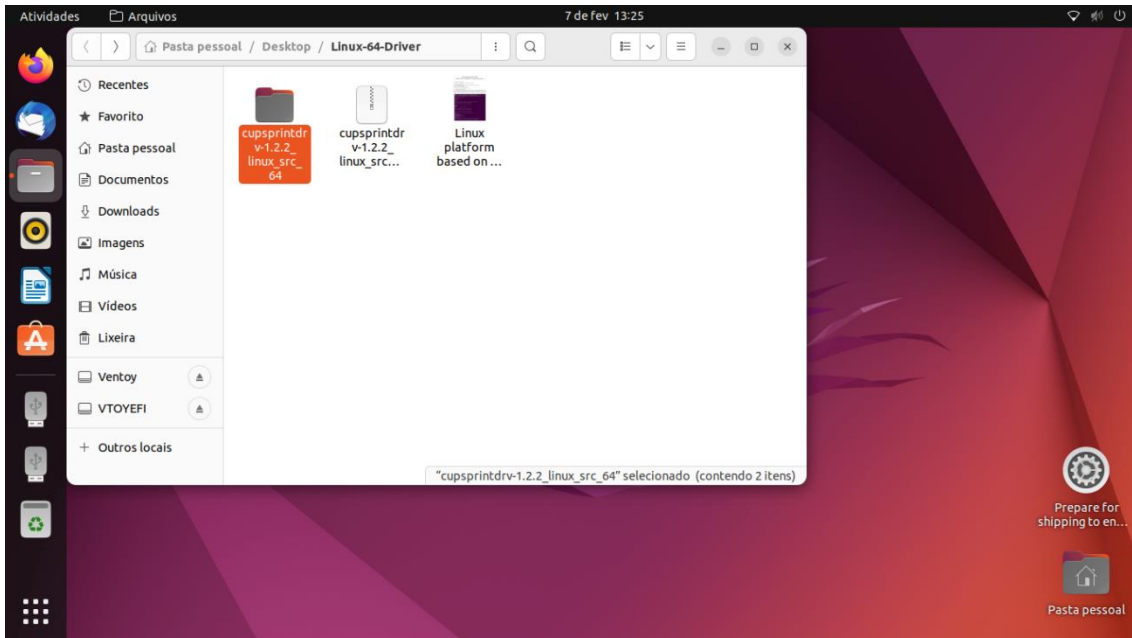 Atividades
Arquivos
7 de fev 13:25
Pasta pessoal / Desktop / Linux-64-Driver
Recentes
Favorito
Pasta pessoal
Documentos
Downloads
Imagens
Música
Vídeos
Lixeira
Ventoy
VTOYEFI
Outros locais
cupsprintdr
v-1.2.2_
linux_src_
64
cupsprintdr
v-1.2.2_
linux_src...
Linux
platform
based on ...
"cupsprintdrv-1.2.2_linux_src_64" selecionado (contendo 2 itens)
Prepare for
shipping to en...
Pasta pessoal